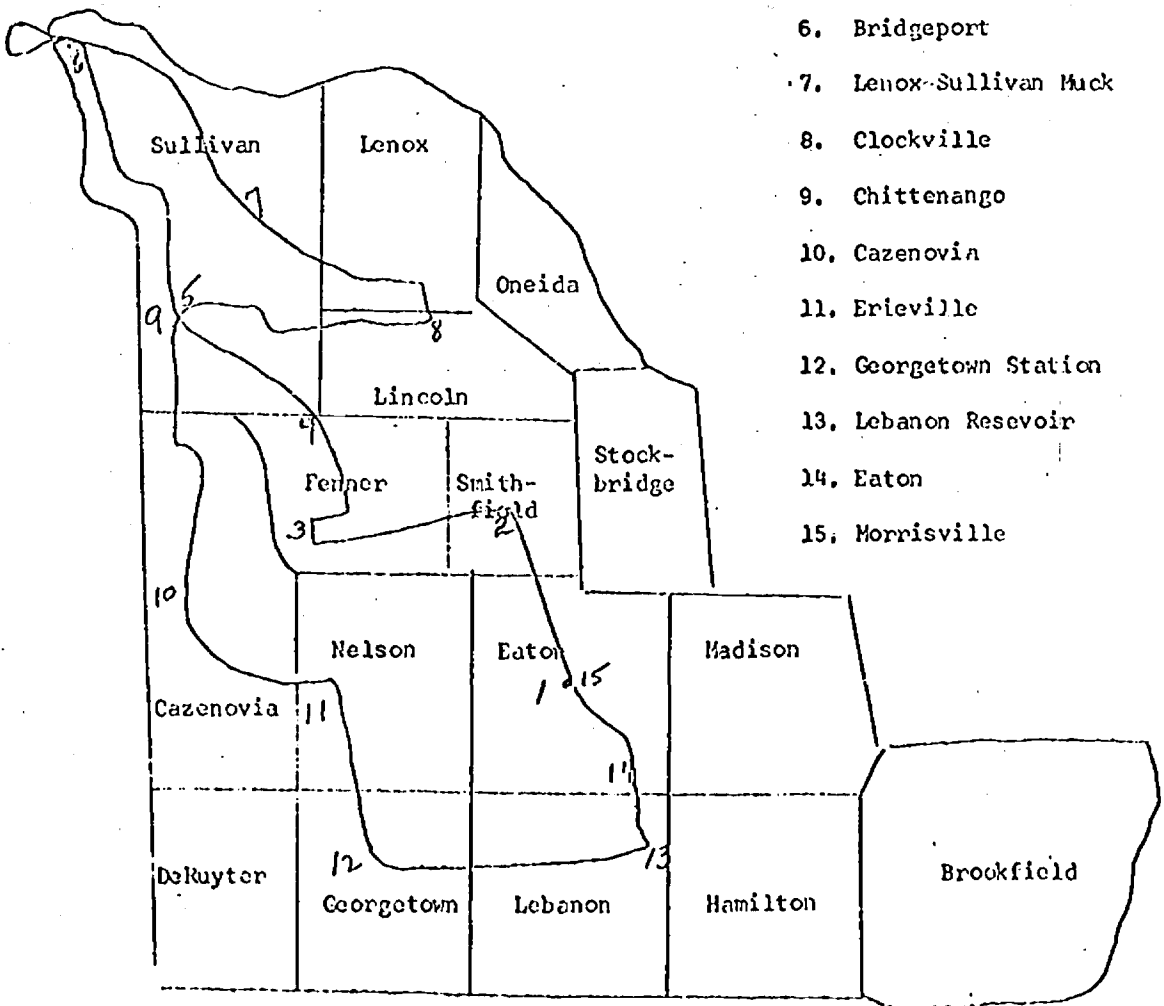 6. Bridgeport
7. Lenox-Sullivan Muck
8. Clockville
9. Chittenango
10. Cazenovia
11. Erieville
12. Georgetown Station
13. Lebanon Resevoir
14. Eaton
15. Morrisville
Sullivan
Lenox
7
Oneida
5
9
8
Lincoln
4
Fenner
Smith-
field
Stock-
bridge
3
2
10
Nelson
Eaton
Madison
1
15
Cazenovia
11
14
12
13
DeRuyter
Georgetown
Lebanon
Hamilton
Brookfield